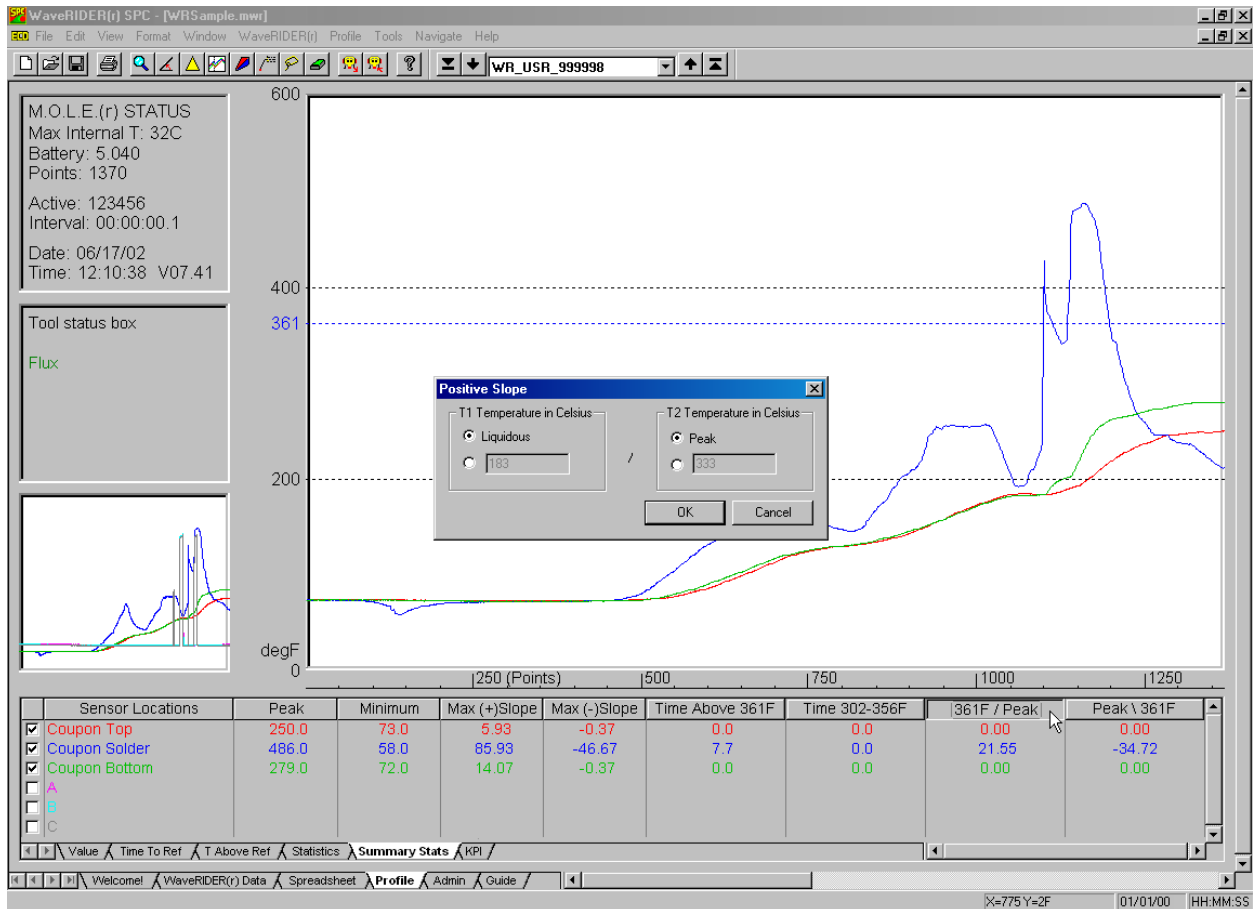 WaveRIDER(r) SPC - [WRSample.mwr]
File Edit View Format Window WaveRIDER(r) Profile Tools Navigate Help
WR_USR_999998
M.O.L.E.(r) STATUS
Max Internal T: 32C
Battery: 5.040
Points: 1370
Active: 123456
Interval: 00:00:00.1
Date: 06/17/02
Time: 12:10:38 V07.41
Tool status box
Flux
600
400
361
200
degF
0
|250 (Points) |500 |750 |1000 |1250
Positive Slope
T1 Temperature in Celsius T2 Temperature in Celsius
Liquidous Peak
183 / 333
OK Cancel
Sensor Locations Peak Minimum Max (+)Slope Max (-)Slope Time Above 361F Time 302-356F |361F / Peak| Peak \ 361F
Coupon Top 250.0 73.0 5.93 -0.37 0.0 0.0 0.00 0.00
Coupon Solder 486.0 58.0 85.93 -46.67 7.7 0.0 21.55 -34.72
Coupon Bottom 279.0 72.0 14.07 -0.37 0.0 0.0 0.00 0.00
A
B
C
Value Time To Ref T Above Ref Statistics Summary Stats KPI
Welcome! WaveRIDER(r) Data Spreadsheet Profile Admin Guide
X=775 Y=2F 01/01/00 HH:MM:SS